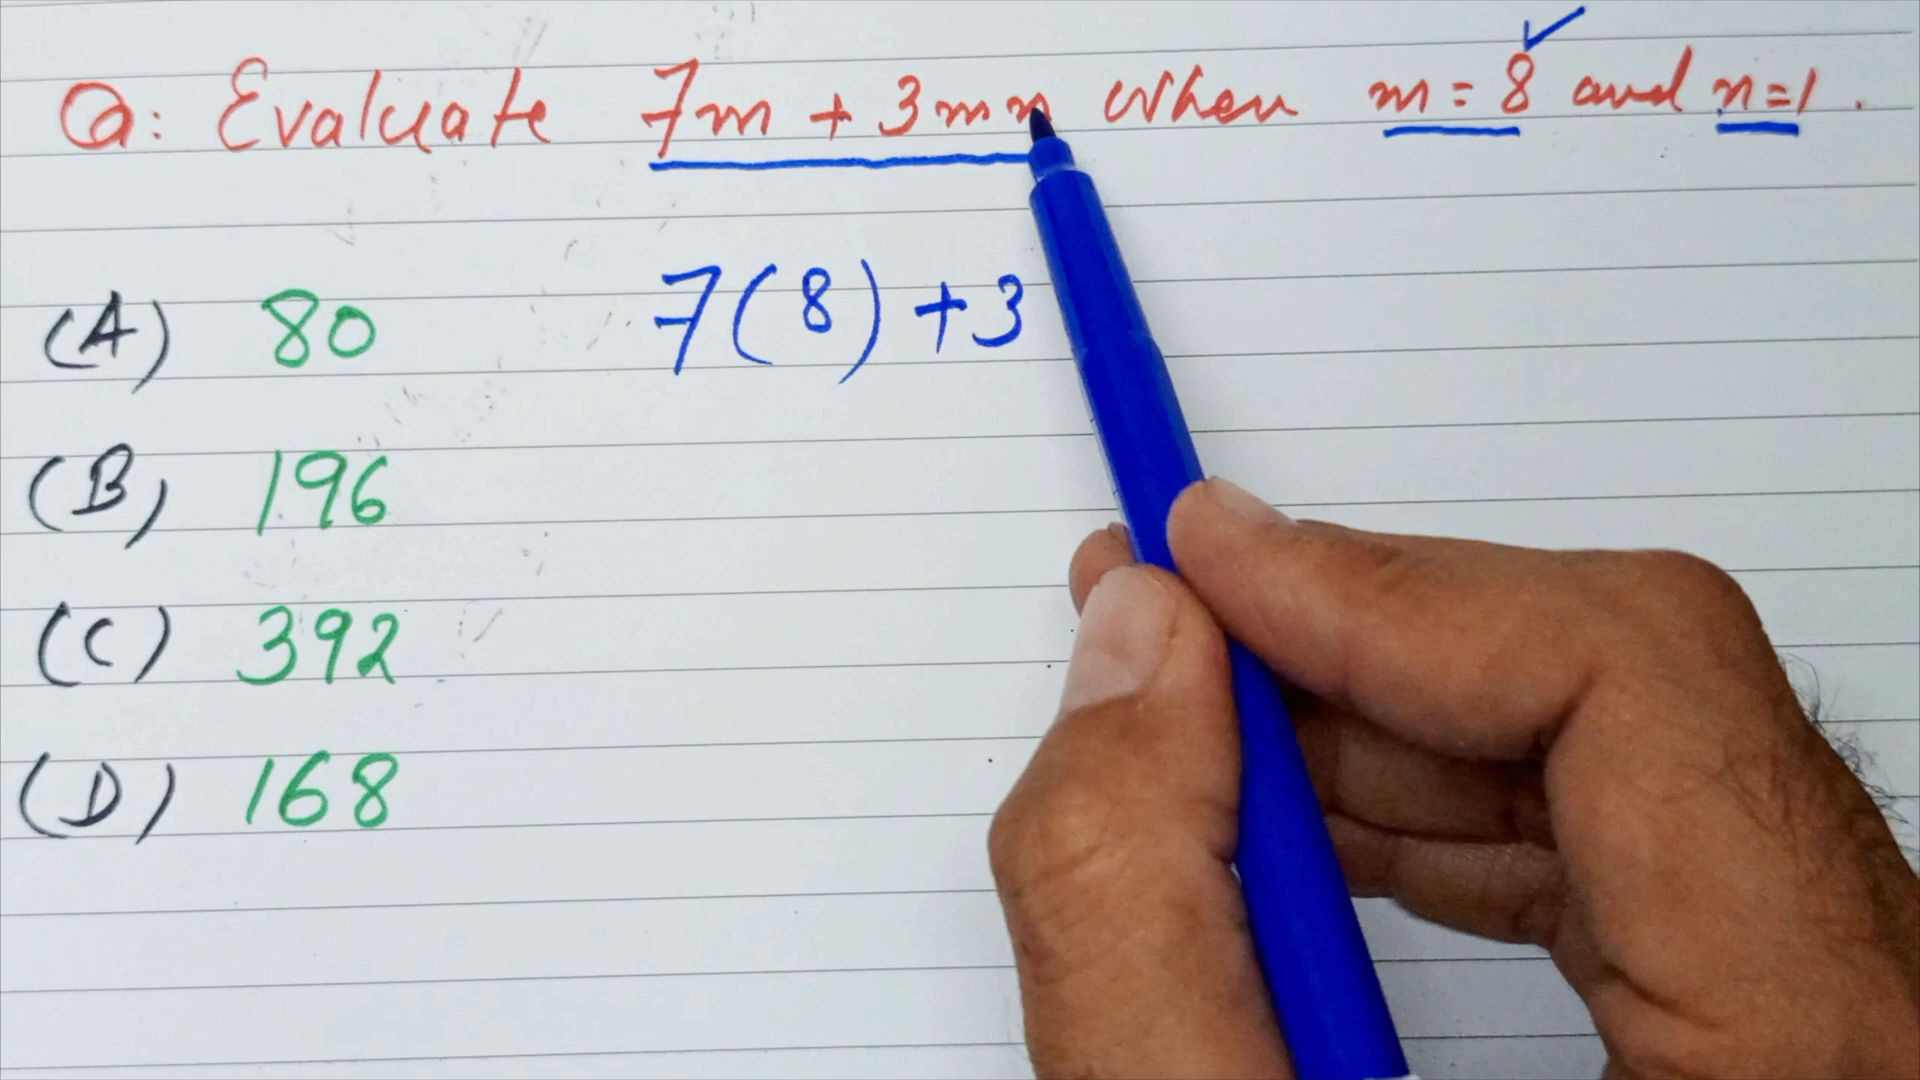 Q: Evaluate 7m + 3mn when m = 8 and n=1.
7(8) + 3
(A) 80
(B) 196
(C) 392
(D) 168